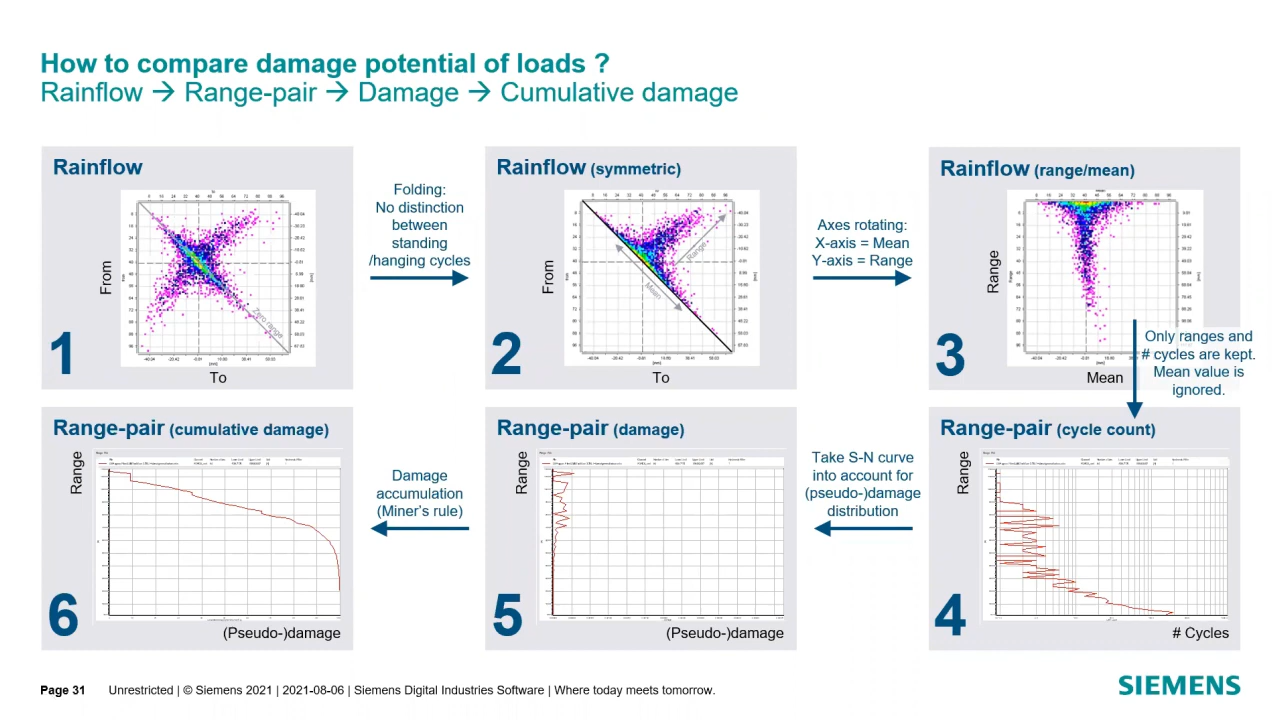 How to compare damage potential of loads ?
Rainflow → Range-pair → Damage → Cumulative damage
Rainflow
From
Zero range
1
To
Folding:
No distinction
between
standing
/hanging cycles
Rainflow (symmetric)
From
Range
Mean
2
To
Axes rotating:
X-axis = Mean
Y-axis = Range
Rainflow (range/mean)
Range
3
Mean
Only ranges and
# cycles are kept.
Mean value is
ignored.
Range-pair (cumulative damage)
Range
6
(Pseudo-)damage
Damage
accumulation
(Miner's rule)
Range-pair (damage)
Range
5
(Pseudo-)damage
Take S-N curve
into account for
(pseudo-)damage
distribution
Range-pair (cycle count)
Range
4
# Cycles
Page 31 Unrestricted | © Siemens 2021 | 2021-08-06 | Siemens Digital Industries Software | Where today meets tomorrow.
SIEMENS